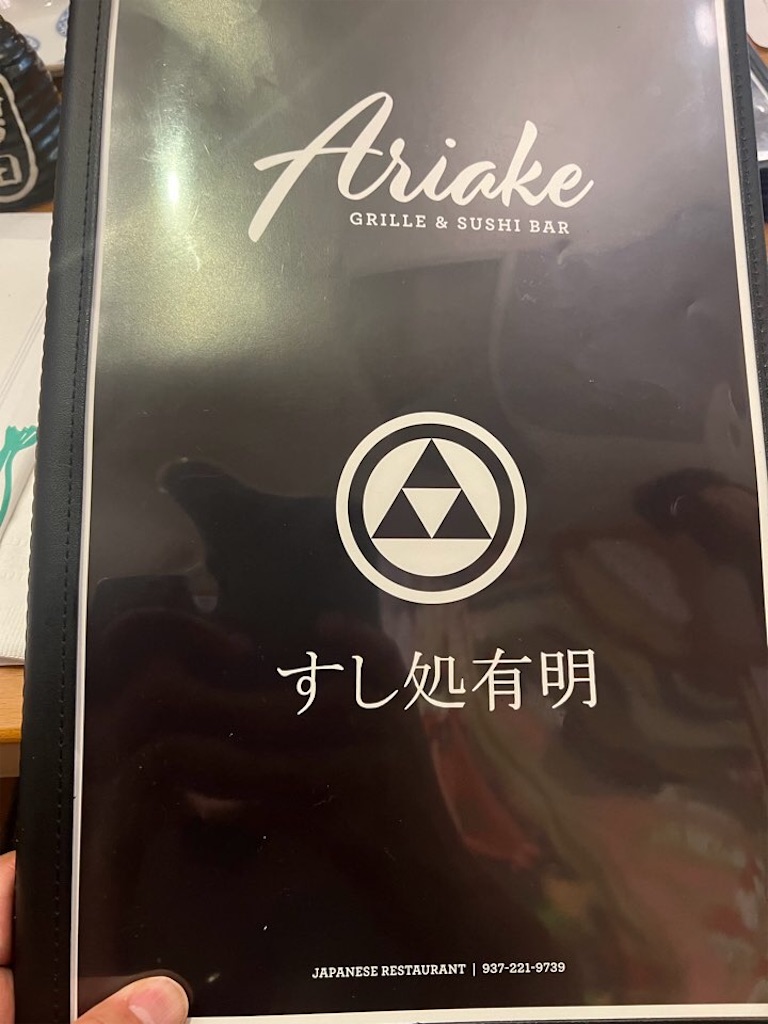 Ariake
GRILLE & SUSHI BAR
すし処有明
JAPANESE RESTAURANT | 937-221-9739